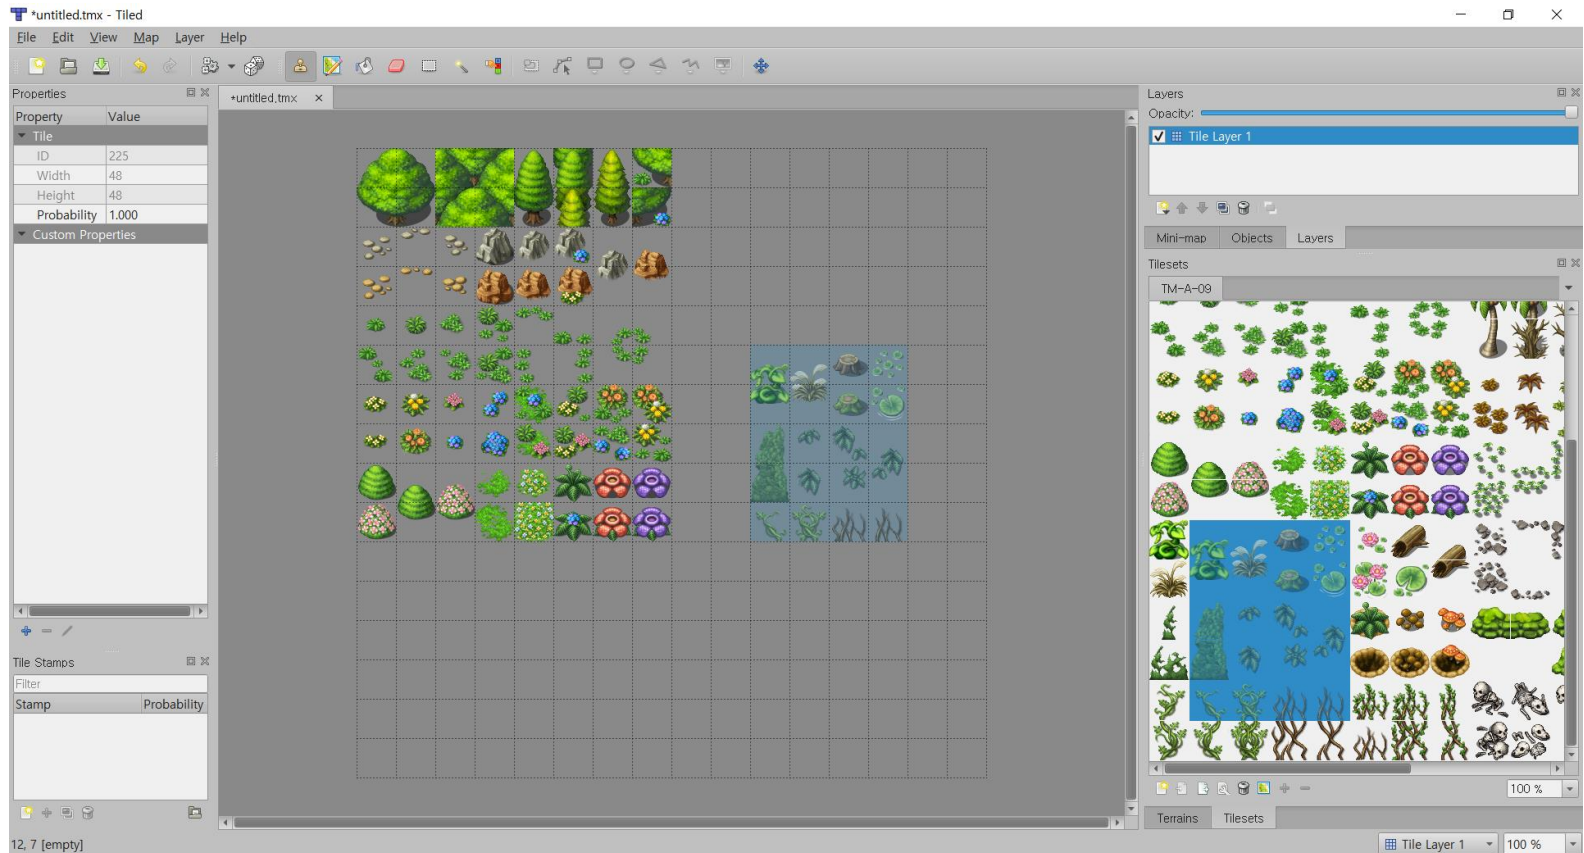 *untitled.tmx - Tiled
File Edit View Map Layer Help
Properties
Property Value
Tile
ID 225
Width 48
Height 48
Probability 1.000
Custom Properties
Tile Stamps
Filter
Stamp Probability
12, 7 [empty]
*untitled.tmx
Layers
Opacity:
Tile Layer 1
Mini-map Objects Layers
Tilesets
TM-A-09
100 %
Terrains Tilesets
Tile Layer 1 100 %